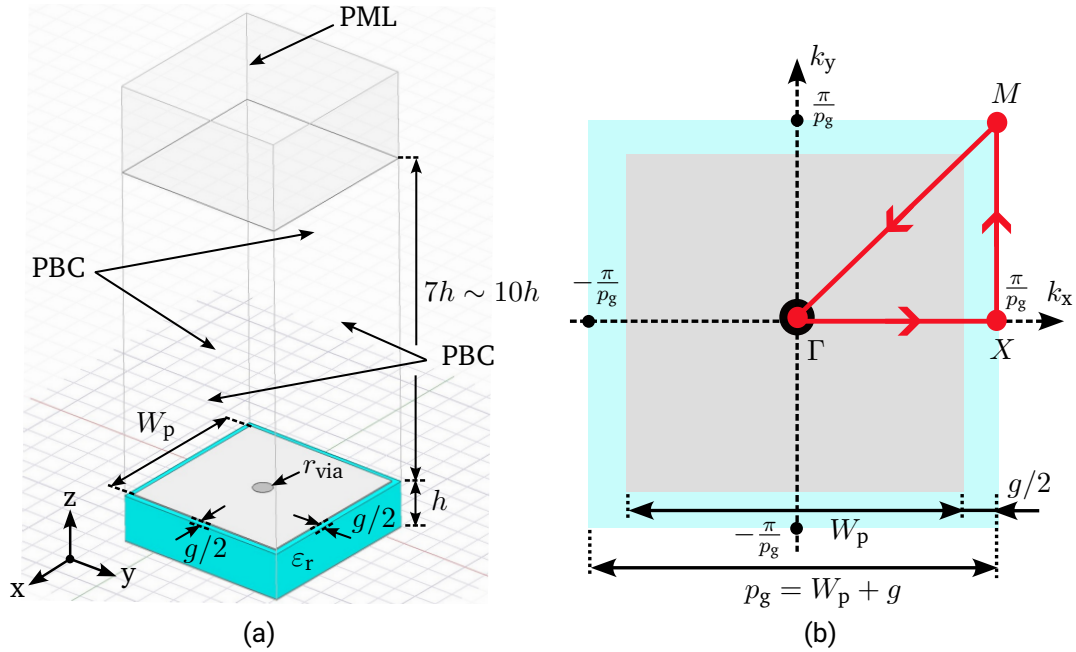 PML
PBC
7h ∼ 10h
PBC
W_p
r_via
h
g/2
g/2
ε_r
z
x
y
(a)
k_y
π/p_g
M
−π/p_g
π/p_g
k_x
Γ
X
g/2
−π/p_g
W_p
p_g = W_p + g
(b)